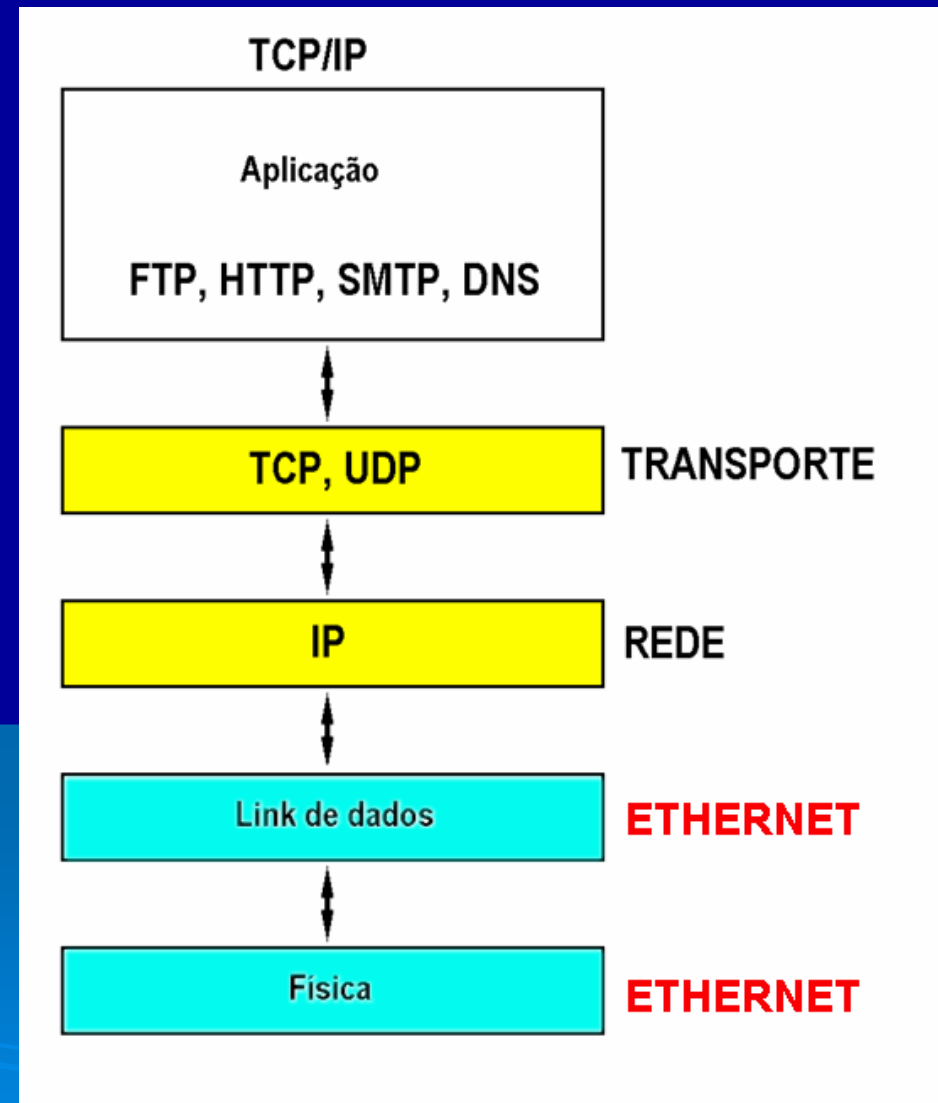 TCP/IP
Aplicação
FTP, HTTP, SMTP, DNS
TCP, UDP
TRANSPORTE
IP
REDE
Link de dados
ETHERNET
Física
ETHERNET